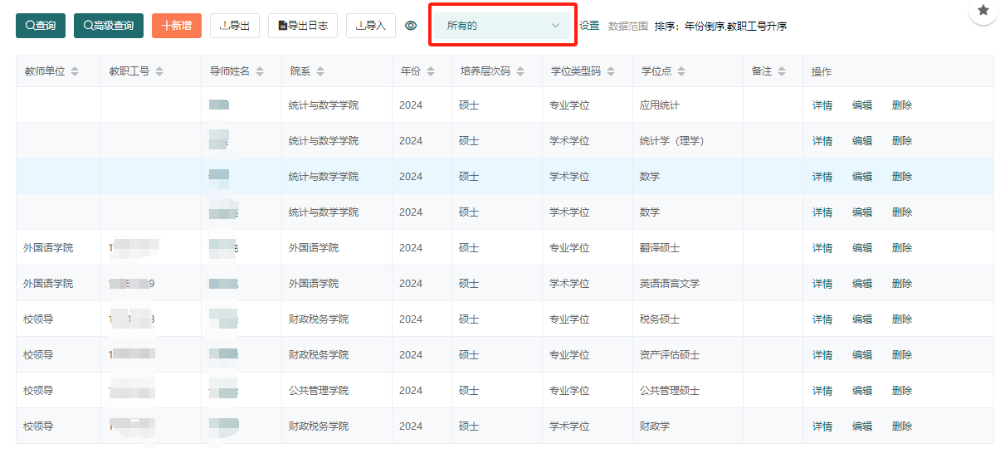 查询 高级查询 新增 导出 导出日志 导入 所有的 设置 数据范围 排序：年份倒序,教职工号升序
教师单位 教职工号 导师姓名 院系 年份 培养层次码 学位类型码 学位点 备注 操作
统计与数学学院 2024 硕士 专业学位 应用统计 详情 编辑 删除
统计与数学学院 2024 硕士 学术学位 统计学（理学） 详情 编辑 删除
统计与数学学院 2024 硕士 学术学位 数学 详情 编辑 删除
统计与数学学院 2024 硕士 学术学位 数学 详情 编辑 删除
外国语学院 外国语学院 2024 硕士 专业学位 翻译硕士 详情 编辑 删除
外国语学院 外国语学院 2024 硕士 学术学位 英语语言文学 详情 编辑 删除
校领导 财政税务学院 2024 硕士 专业学位 税务硕士 详情 编辑 删除
校领导 财政税务学院 2024 硕士 专业学位 资产评估硕士 详情 编辑 删除
校领导 公共管理学院 2024 硕士 专业学位 公共管理硕士 详情 编辑 删除
校领导 财政税务学院 2024 硕士 学术学位 财政学 详情 编辑 删除